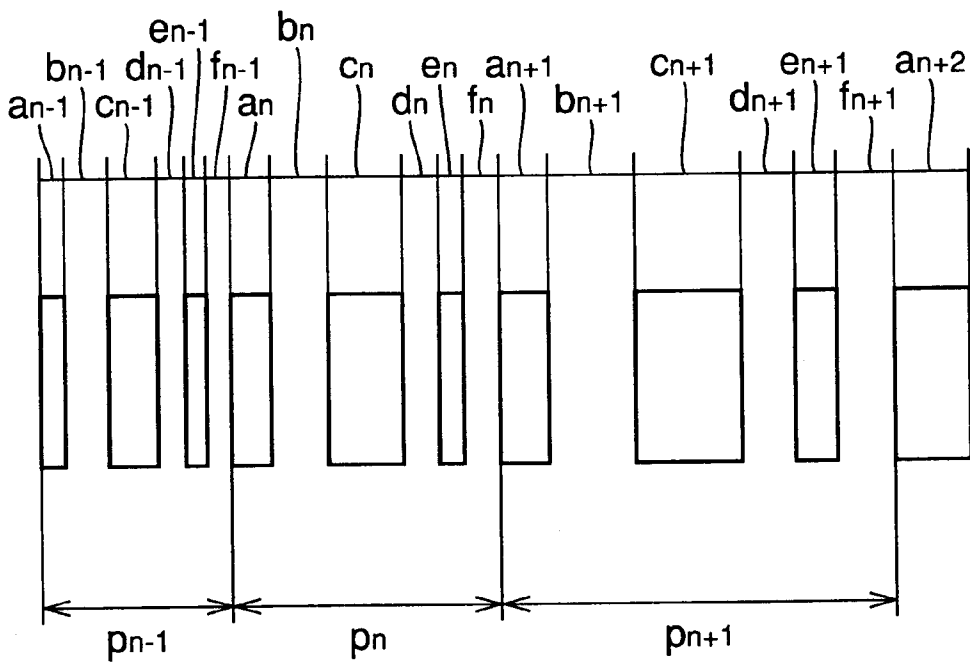 en-1 bn
bn-1 dn-1 fn-1 cn en an+1 cn+1 en+1 an+2
an-1 cn-1 an dn fn bn+1 dn+1 fn+1
pn-1 pn pn+1